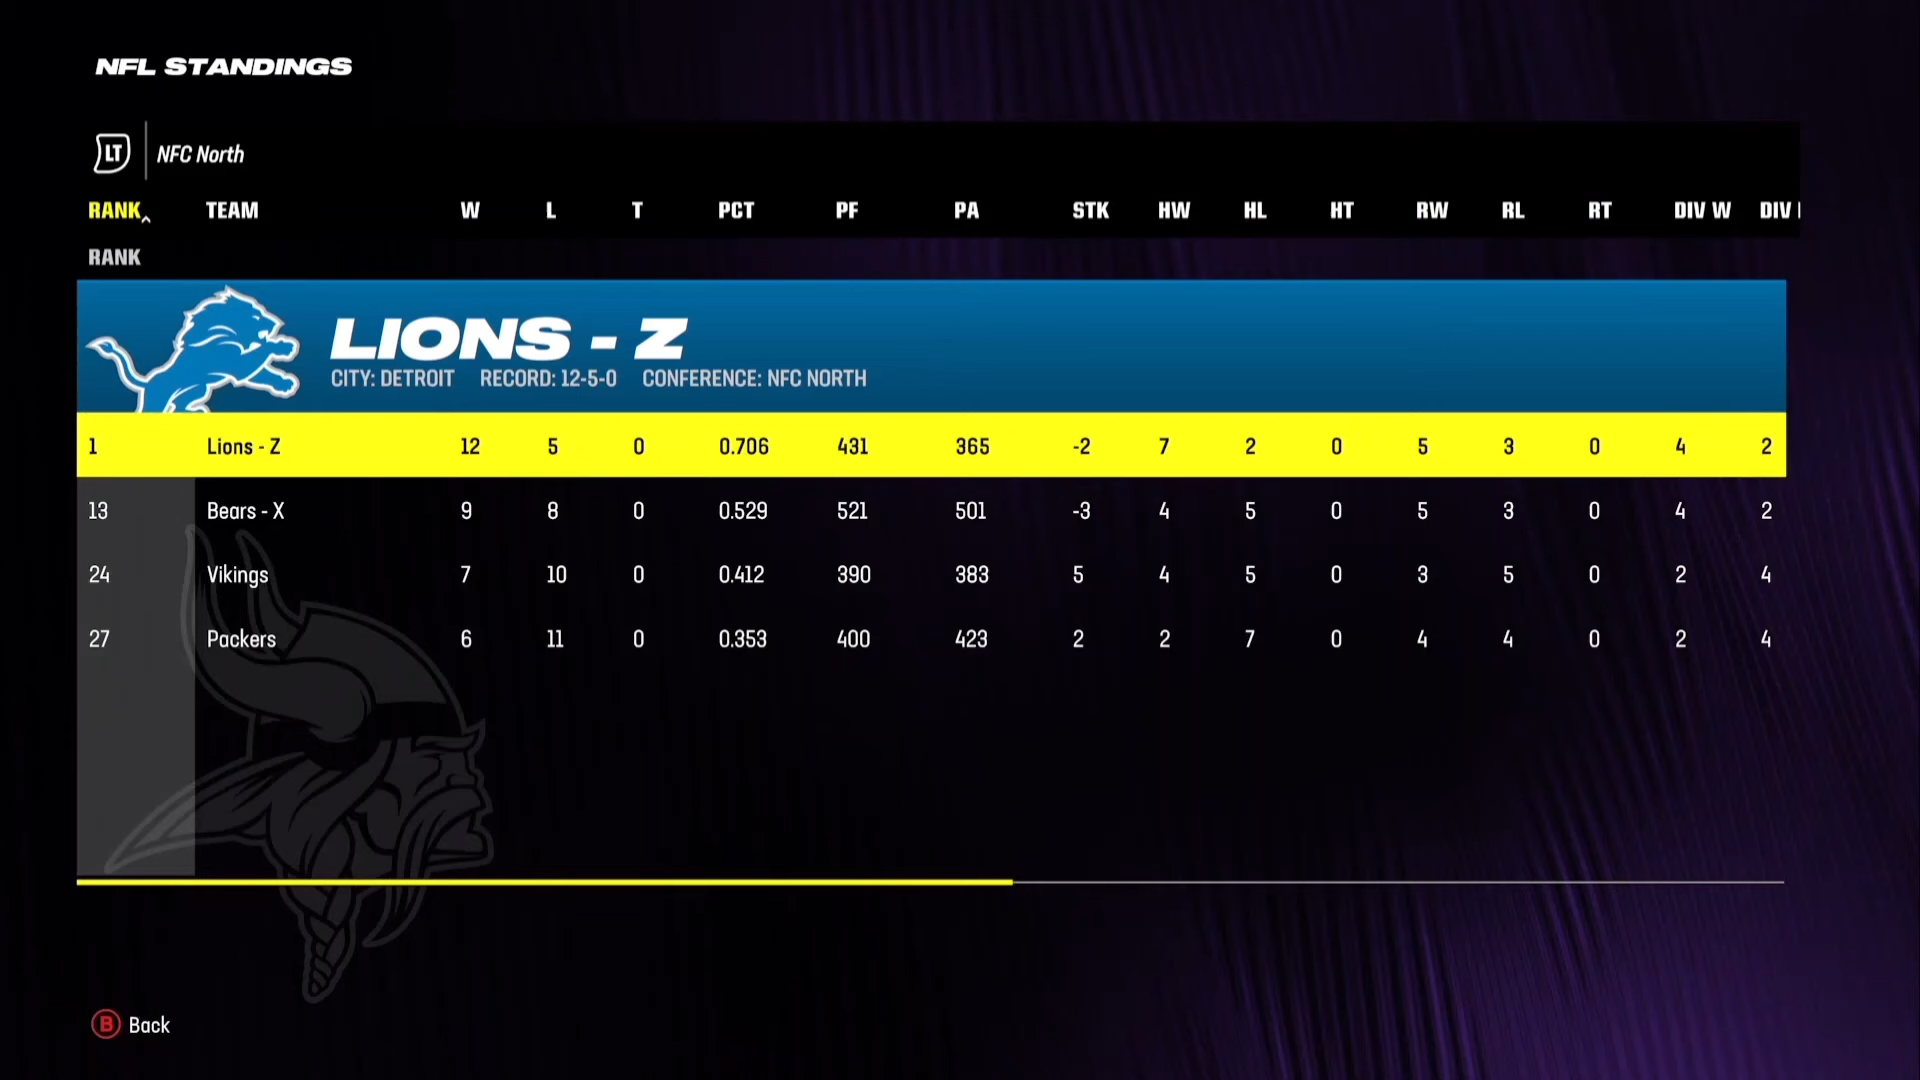 NFL STANDINGS
LT NFC North
RANK TEAM W L T PCT PF PA STK HW HL HT RW RL RT DIV W DIV
RANK
LIONS - Z
CITY: DETROIT RECORD: 12-5-0 CONFERENCE: NFC NORTH
1 Lions - Z 12 5 0 0.706 431 365 -2 7 2 0 5 3 0 4 2
13 Bears - X 9 8 0 0.529 521 501 -3 4 5 0 5 3 0 4 2
24 Vikings 7 10 0 0.412 390 383 5 4 5 0 3 5 0 2 4
27 Packers 6 11 0 0.353 400 423 2 2 7 0 4 4 0 2 4
B Back